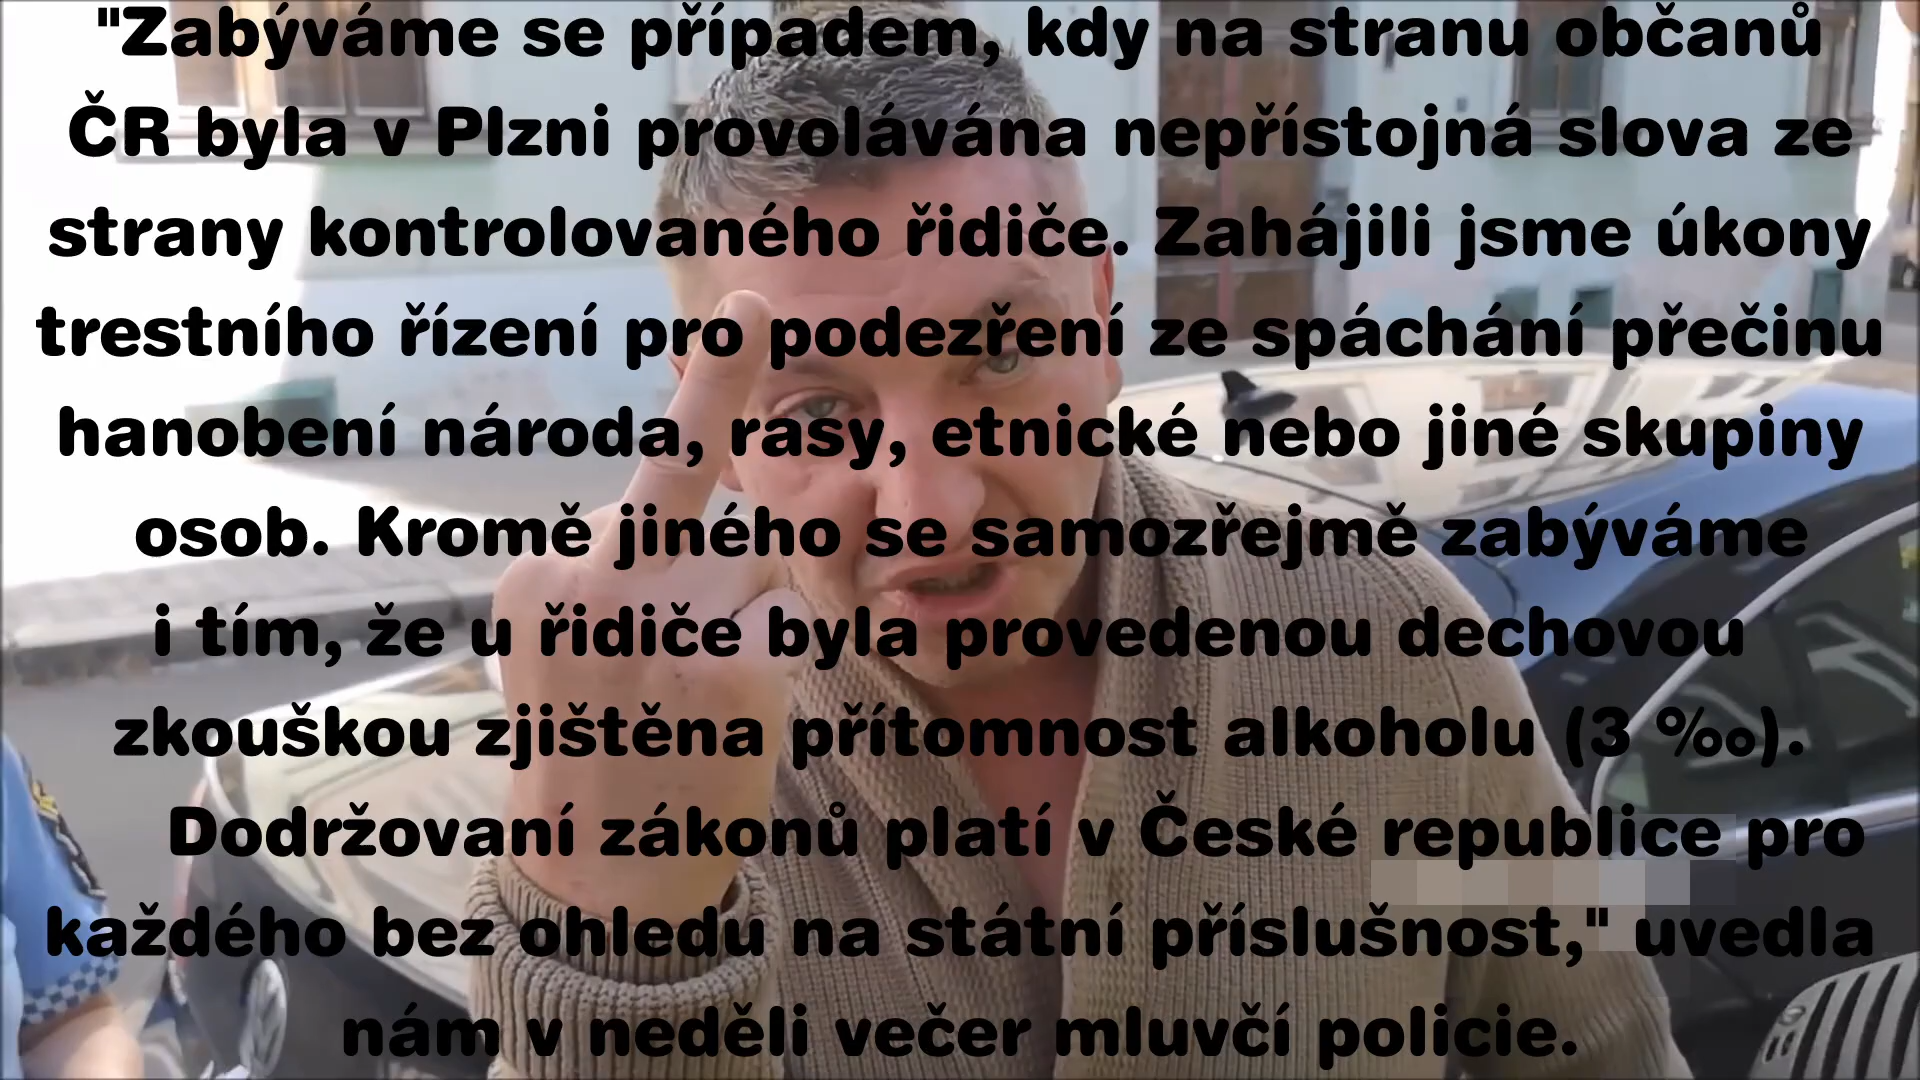 "Zabýváme se případem, kdy na stranu občanů
ČR byla v Plzni provolávána nepřístojná slova ze
strany kontrolovaného řidiče. Zahájili jsme úkony
trestního řízení pro podezření ze spáchání přečinu
hanobení národa, rasy, etnické nebo jiné skupiny
osob. Kromě jiného se samozřejmě zabýváme
i tím, že u řidiče byla provedenou dechovou
zkouškou zjištěna přítomnost alkoholu (3 ‰).
Dodržovaní zákonů platí v České republice pro
každého bez ohledu na státní příslušnost," uvedla
nám v neděli večer mluvčí policie.